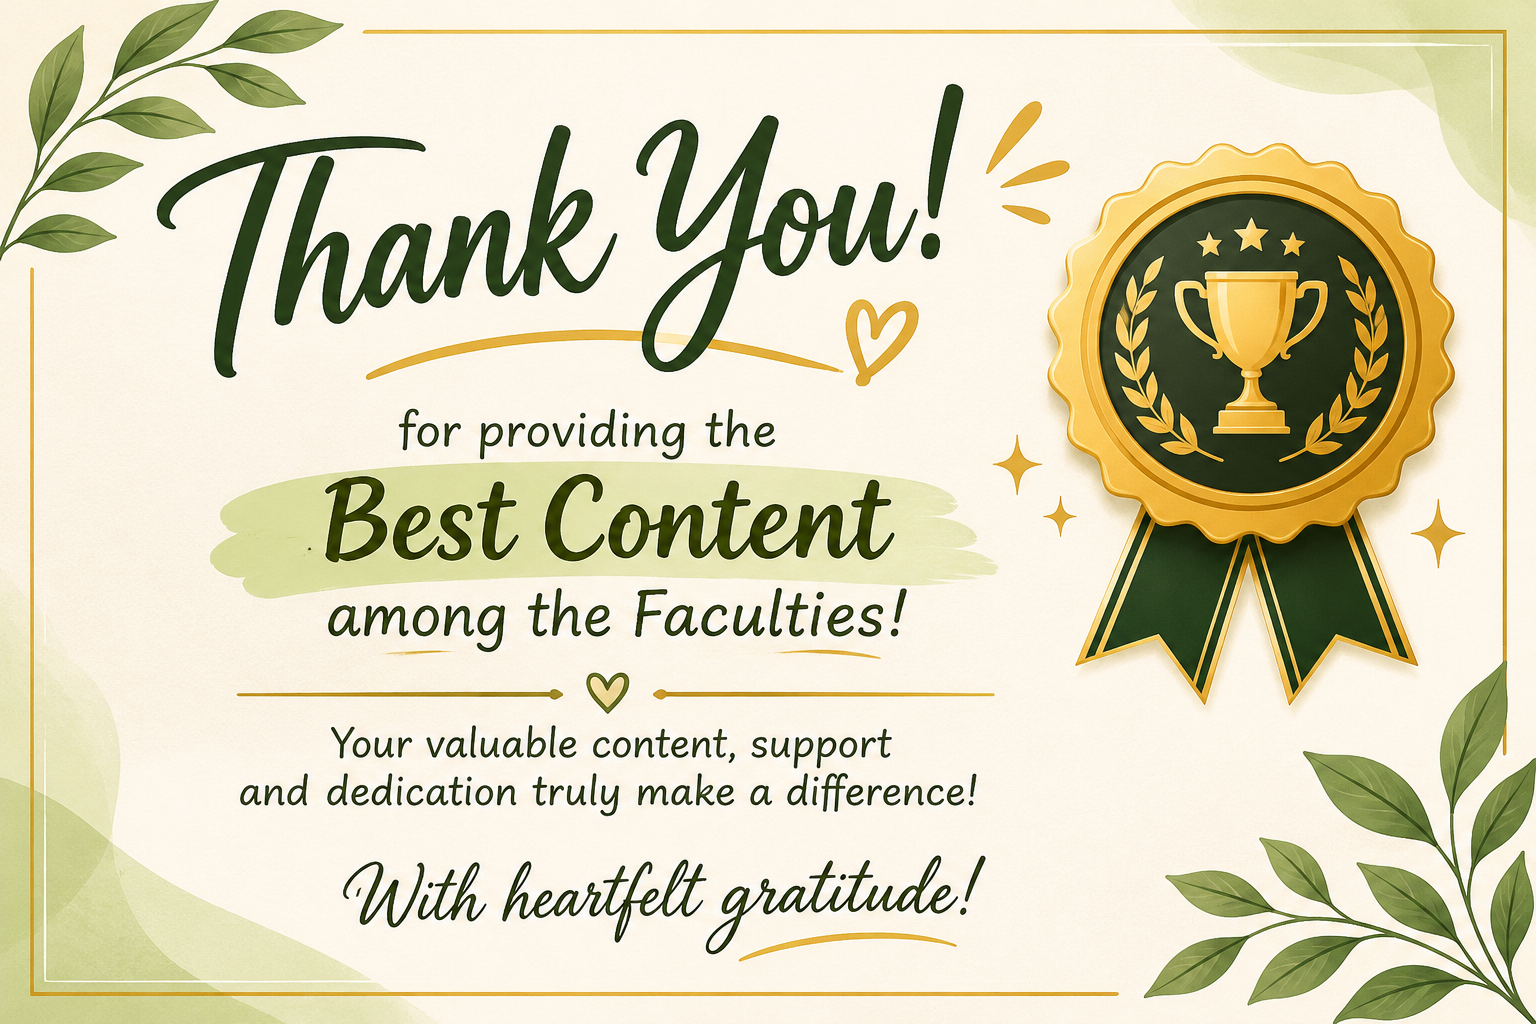 Thank You!
for providing the
Best Content
among the Faculties!
Your valuable content, support
and dedication truly make a difference!
With heartfelt gratitude!